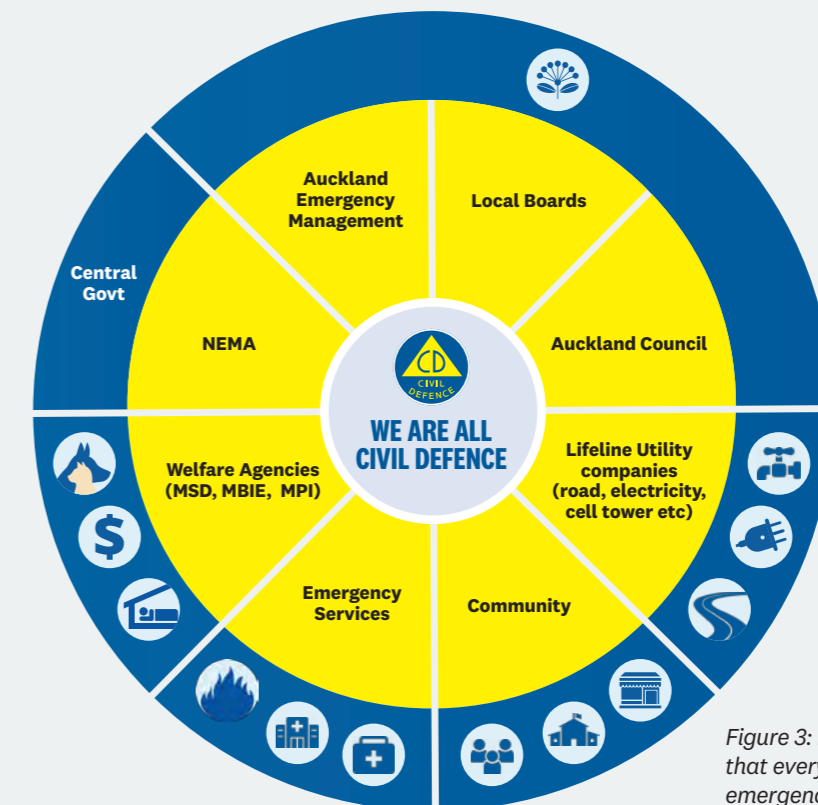 Auckland
Emergency
Management
Local Boards
Central
Govt
NEMA
Auckland Council
CD
CIVIL
DEFENCE
WE ARE ALL
CIVIL DEFENCE
Welfare Agencies
(MSD, MBIE, MPI)
Lifeline Utility
companies
(road, electricity,
cell tower etc)
Emergency
Services
Community
$
Figure 3:
that every
emergenc